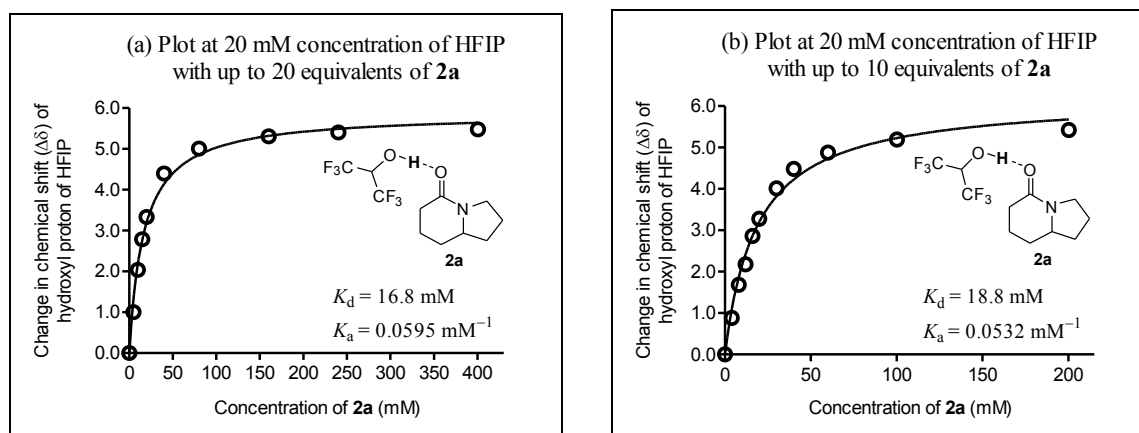 (a) Plot at 20 mM concentration of HFIP
with up to 20 equivalents of 2a
Change in chemical shift (Δδ) of
hydroxyl proton of HFIP
6.0
5.0
4.0
3.0
2.0
1.0
0.0
0 50 100 150 200 250 300 350 400
Concentration of 2a (mM)
F3C
O
H
O
CF3
N
2a
Kd = 16.8 mM
Ka = 0.0595 mM−1
(b) Plot at 20 mM concentration of HFIP
with up to 10 equivalents of 2a
Change in chemical shift (Δδ) of
hydroxyl proton of HFIP
6.0
5.0
4.0
3.0
2.0
1.0
0.0
0 50 100 150 200
Concentration of 2a (mM)
F3C
O
H
O
CF3
N
2a
Kd = 18.8 mM
Ka = 0.0532 mM−1